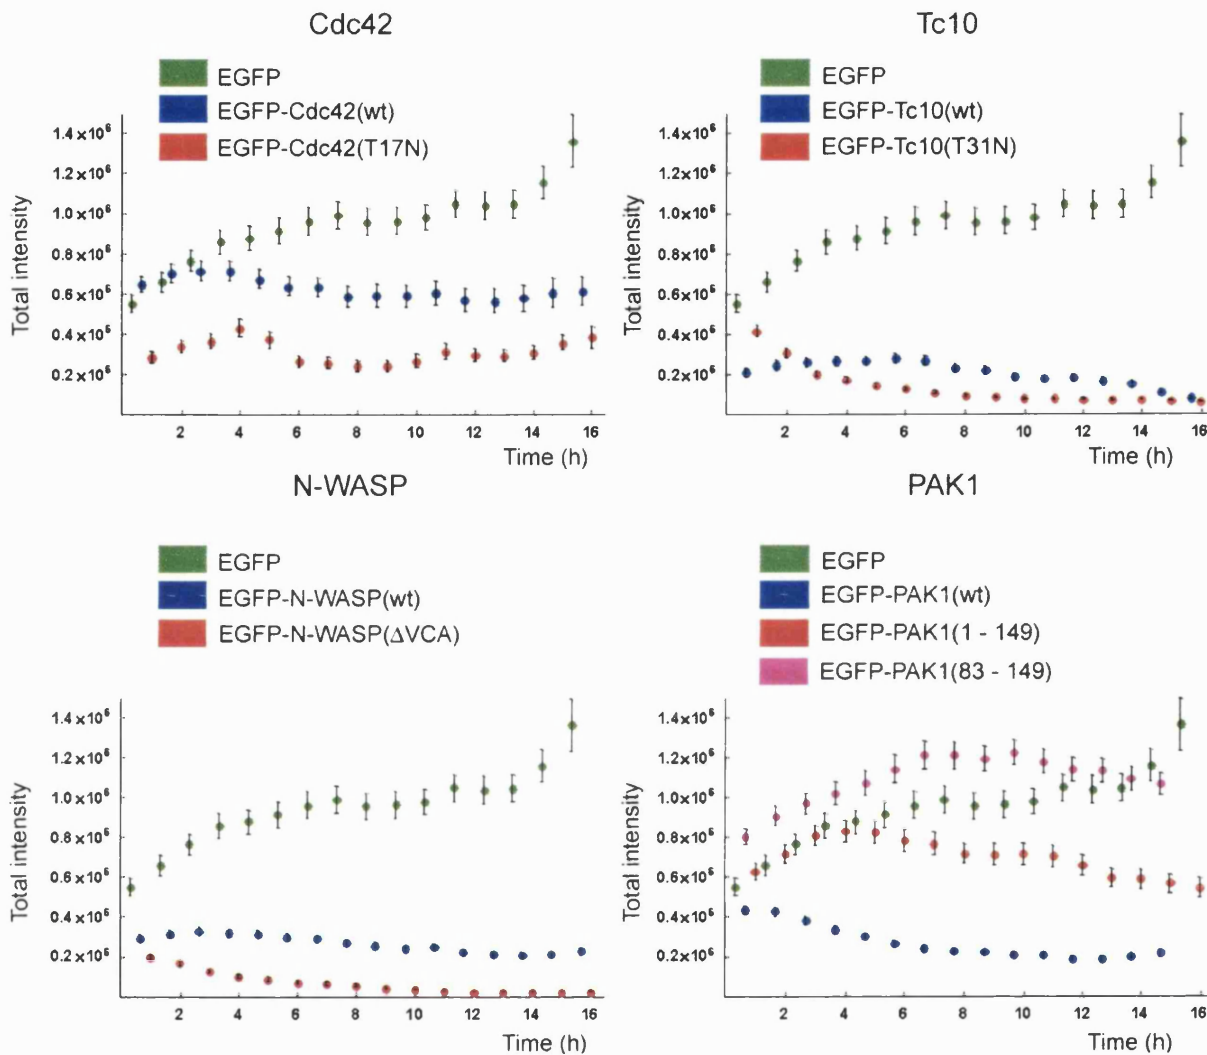 Cdc42
EGFP
EGFP-Cdc42(wt)
EGFP-Cdc42(T17N)
Total intensity
1.4×10⁶
1.2×10⁶
1.0×10⁶
0.8×10⁶
0.6×10⁶
0.4×10⁶
0.2×10⁶
2 4 6 8 10 12 14 16
Time (h)
Tc10
EGFP
EGFP-Tc10(wt)
EGFP-Tc10(T31N)
Total intensity
1.4×10⁶
1.2×10⁶
1.0×10⁶
0.8×10⁶
0.6×10⁶
0.4×10⁶
0.2×10⁶
2 4 6 8 10 12 14 16
Time (h)
N-WASP
EGFP
EGFP-N-WASP(wt)
EGFP-N-WASP(ΔVCA)
Total intensity
1.4×10⁶
1.2×10⁶
1.0×10⁶
0.8×10⁶
0.6×10⁶
0.4×10⁶
0.2×10⁶
2 4 6 8 10 12 14 16
Time (h)
PAK1
EGFP
EGFP-PAK1(wt)
EGFP-PAK1(1 - 149)
EGFP-PAK1(83 - 149)
Total intensity
1.4×10⁶
1.2×10⁶
1.0×10⁶
0.8×10⁶
0.6×10⁶
0.4×10⁶
0.2×10⁶
2 4 6 8 10 12 14 16
Time (h)